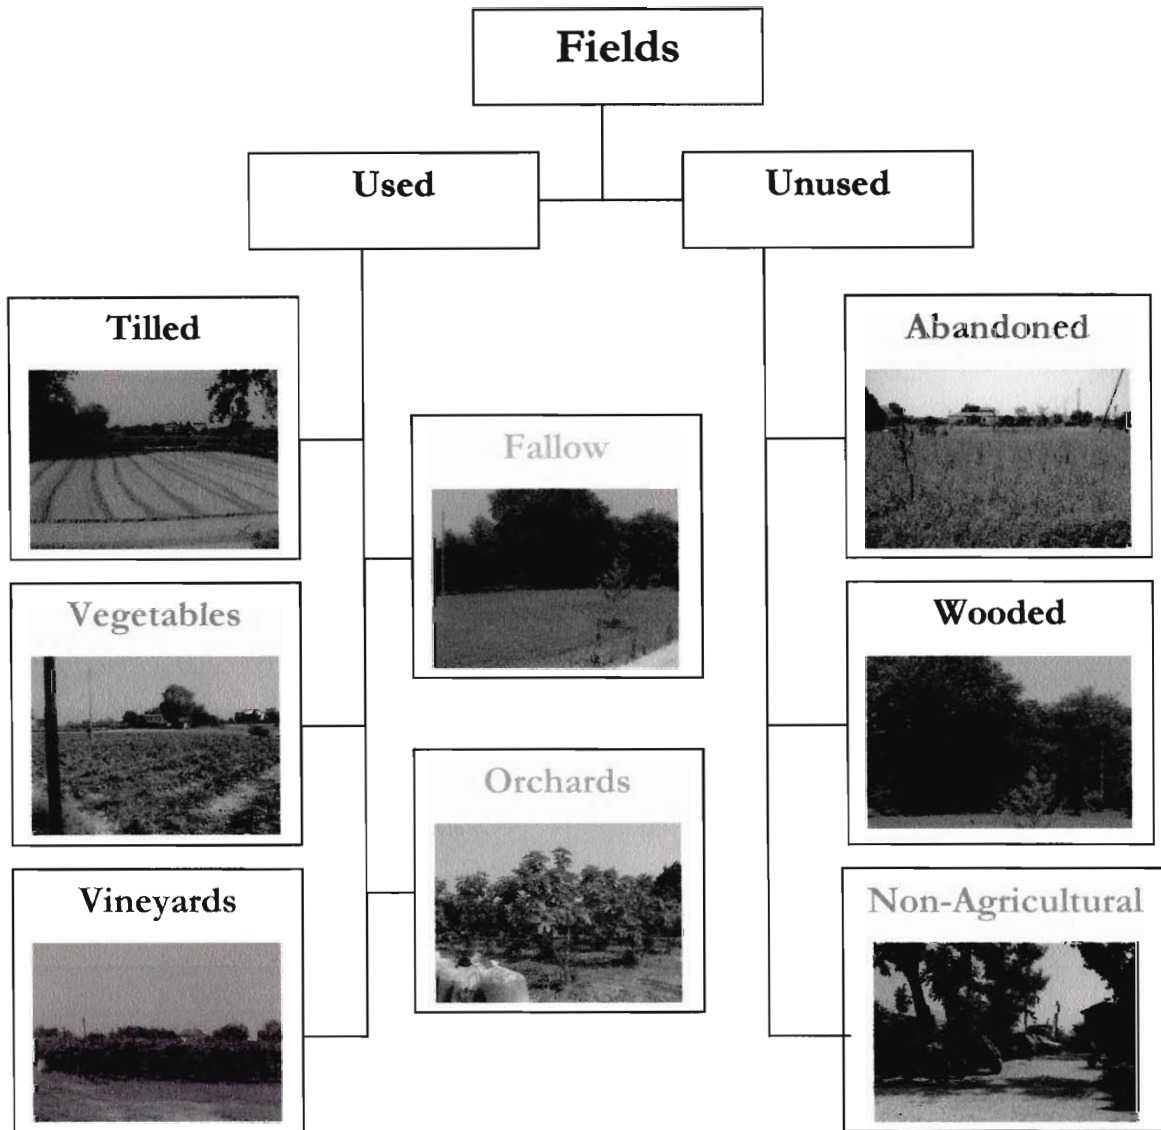 Fields
Used
Unused
Tilled
Abandoned
Fallow
Vegetables
Wooded
Orchards
Vineyards
Non-Agricultural